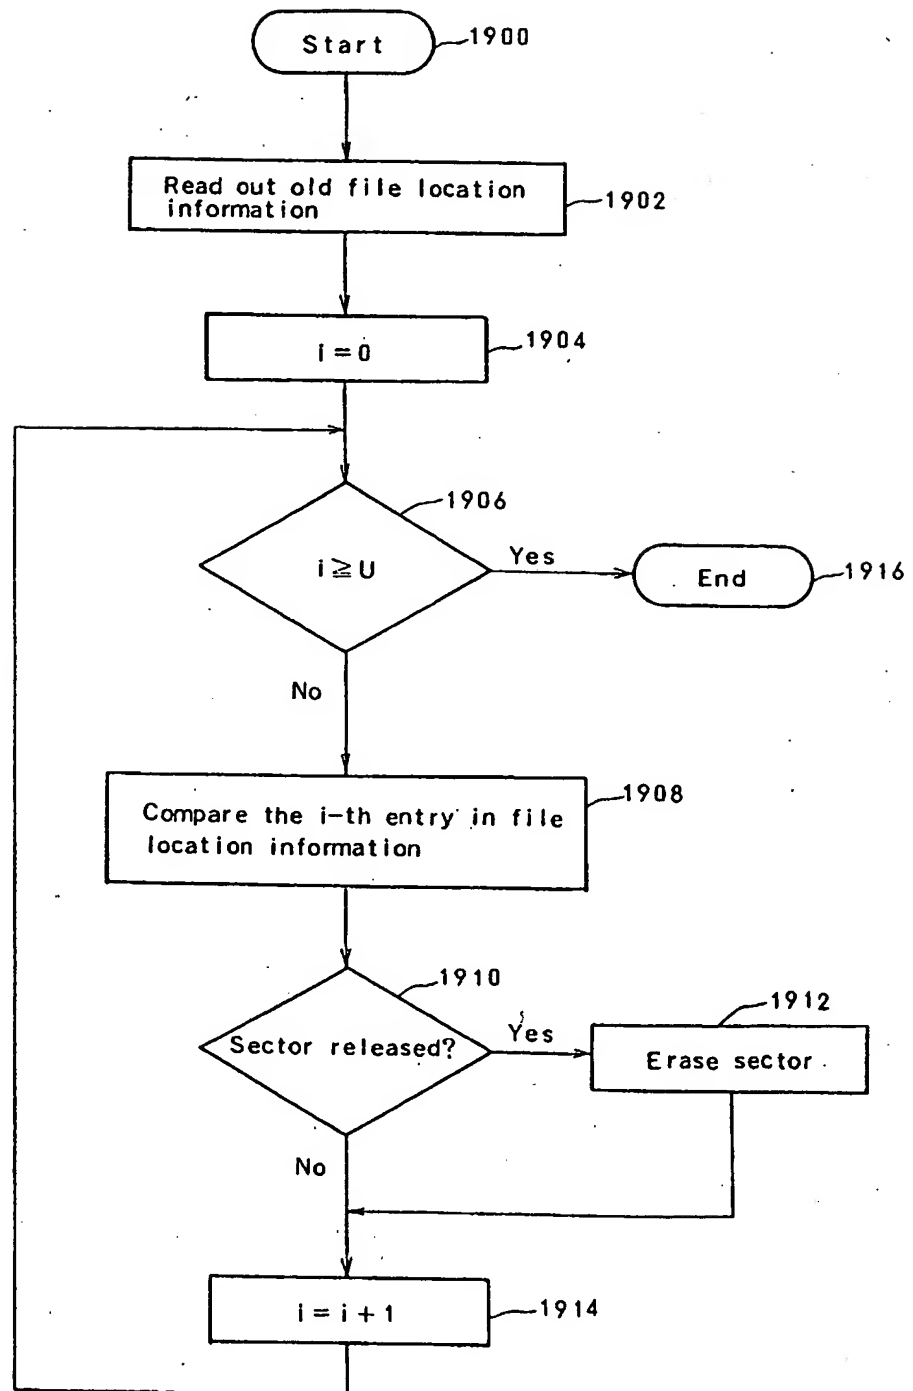 Start
1900
Read out old file location
information
1902
i=0
1904
1906
i≧U
Yes
End
1916
No
1908
Compare the i-th entry in file
location information
1910
Sector released?
Yes
1912
Erase sector
No
i=i+1
1914